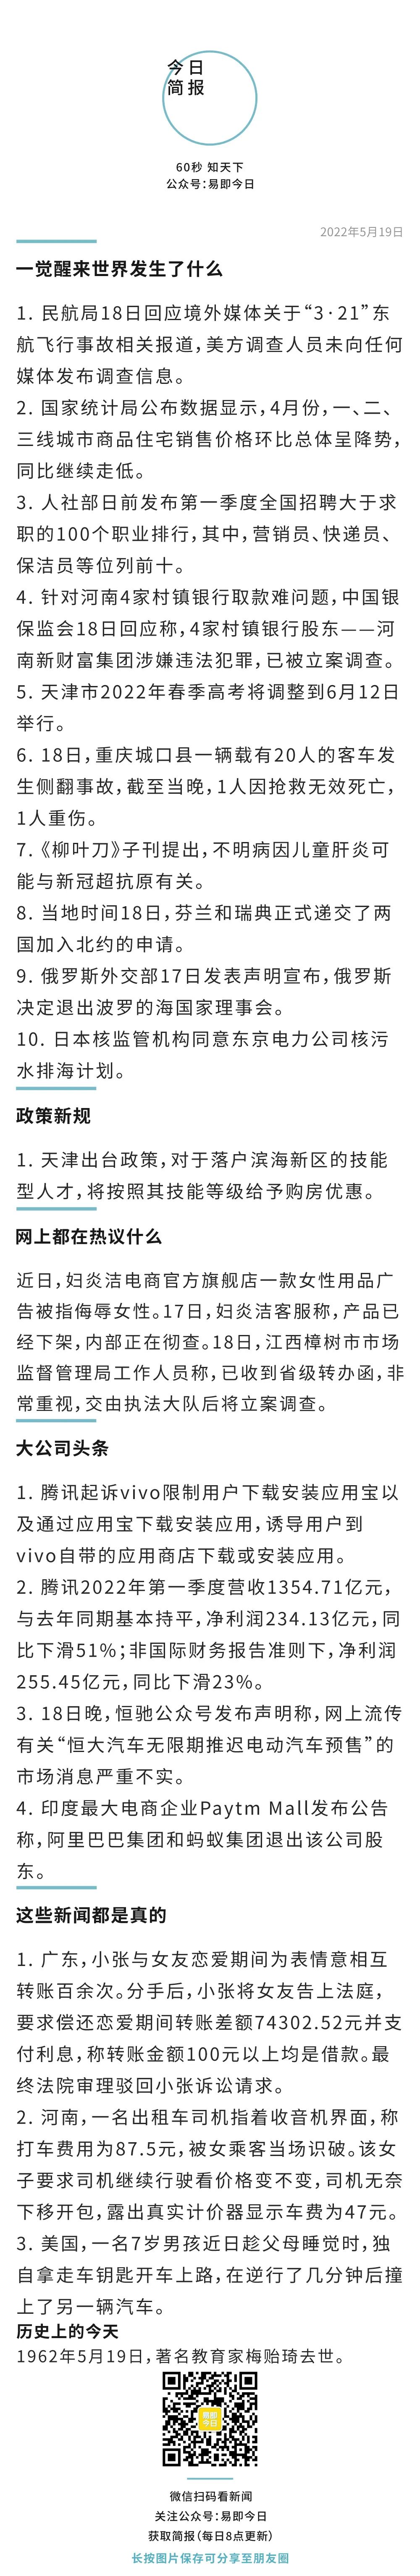 今日
简报
60秒 知天下
公众号：易即今日
2022年5月19日
一觉醒来世界发生了什么
1. 民航局18日回应境外媒体关于“3·21”东
航飞行事故相关报道，美方调查人员未向任何
媒体发布调查信息。
2. 国家统计局公布数据显示，4月份，一、二、
三线城市商品住宅销售价格环比总体呈降势，
同比继续走低。
3. 人社部日前发布第一季度全国招聘大于求
职的100个职业排行，其中，营销员、快递员、
保洁员等位列前十。
4. 针对河南4家村镇银行取款难问题，中国银
保监会18日回应称，4家村镇银行股东——河
南新财富集团涉嫌违法犯罪，已被立案调查。
5. 天津市2022年春季高考将调整到6月12日
举行。
6. 18日，重庆城口县一辆载有20人的客车发
生侧翻事故，截至当晚，1人因抢救无效死亡，
1人重伤。
7.《柳叶刀》子刊提出，不明病因儿童肝炎可
能与新冠超抗原有关。
8. 当地时间18日，芬兰和瑞典正式递交了两
国加入北约的申请。
9. 俄罗斯外交部17日发表声明宣布，俄罗斯
决定退出波罗的海国家理事会。
10. 日本核监管机构同意东京电力公司核污
水排海计划。
政策新规
1. 天津出台政策，对于落户滨海新区的技能
型人才，将按照其技能等级给予购房优惠。
网上都在热议什么
近日，妇炎洁电商官方旗舰店一款女性用品广
告被指侮辱女性。17日，妇炎洁客服称，产品已
经下架，内部正在彻查。18日，江西樟树市市场
监督管理局工作人员称，已收到省级转办函，非
常重视，交由执法大队后将立案调查。
大公司头条
1. 腾讯起诉vivo限制用户下载安装应用宝以
及通过应用宝下载安装应用，诱导用户到
vivo自带的应用商店下载或安装应用。
2. 腾讯2022年第一季度营收1354.71亿元，
与去年同期基本持平，净利润234.13亿元，同
比下滑51%；非国际财务报告准则下，净利润
255.45亿元，同比下滑23%。
3. 18日晚，恒驰公众号发布声明称，网上流传
有关“恒大汽车无限期推迟电动汽车预售”的
市场消息严重不实。
4. 印度最大电商企业Paytm Mall发布公告
称，阿里巴巴集团和蚂蚁集团退出该公司股
东。
这些新闻都是真的
1. 广东，小张与女友恋爱期间为表情意相互
转账百余次。分手后，小张将女友告上法庭，
要求偿还恋爱期间转账差额74302.52元并支
付利息，称转账金额100元以上均是借款。最
终法院审理驳回小张诉讼请求。
2. 河南，一名出租车司机指着收音机界面，称
打车费用为87.5元，被女乘客当场识破。该女
子要求司机继续行驶看价格变不变，司机无奈
下移开包，露出真实计价器显示车费为47元。
3. 美国，一名7岁男孩近日趁父母睡觉时，独
自拿走车钥匙开车上路，在逆行了几分钟后撞
上了另一辆汽车。
历史上的今天
1962年5月19日，著名教育家梅贻琦去世。
易即
今日
微信扫码看新闻
关注公众号：易即今日
获取简报（每日8点更新）
长按图片保存可分享至朋友圈